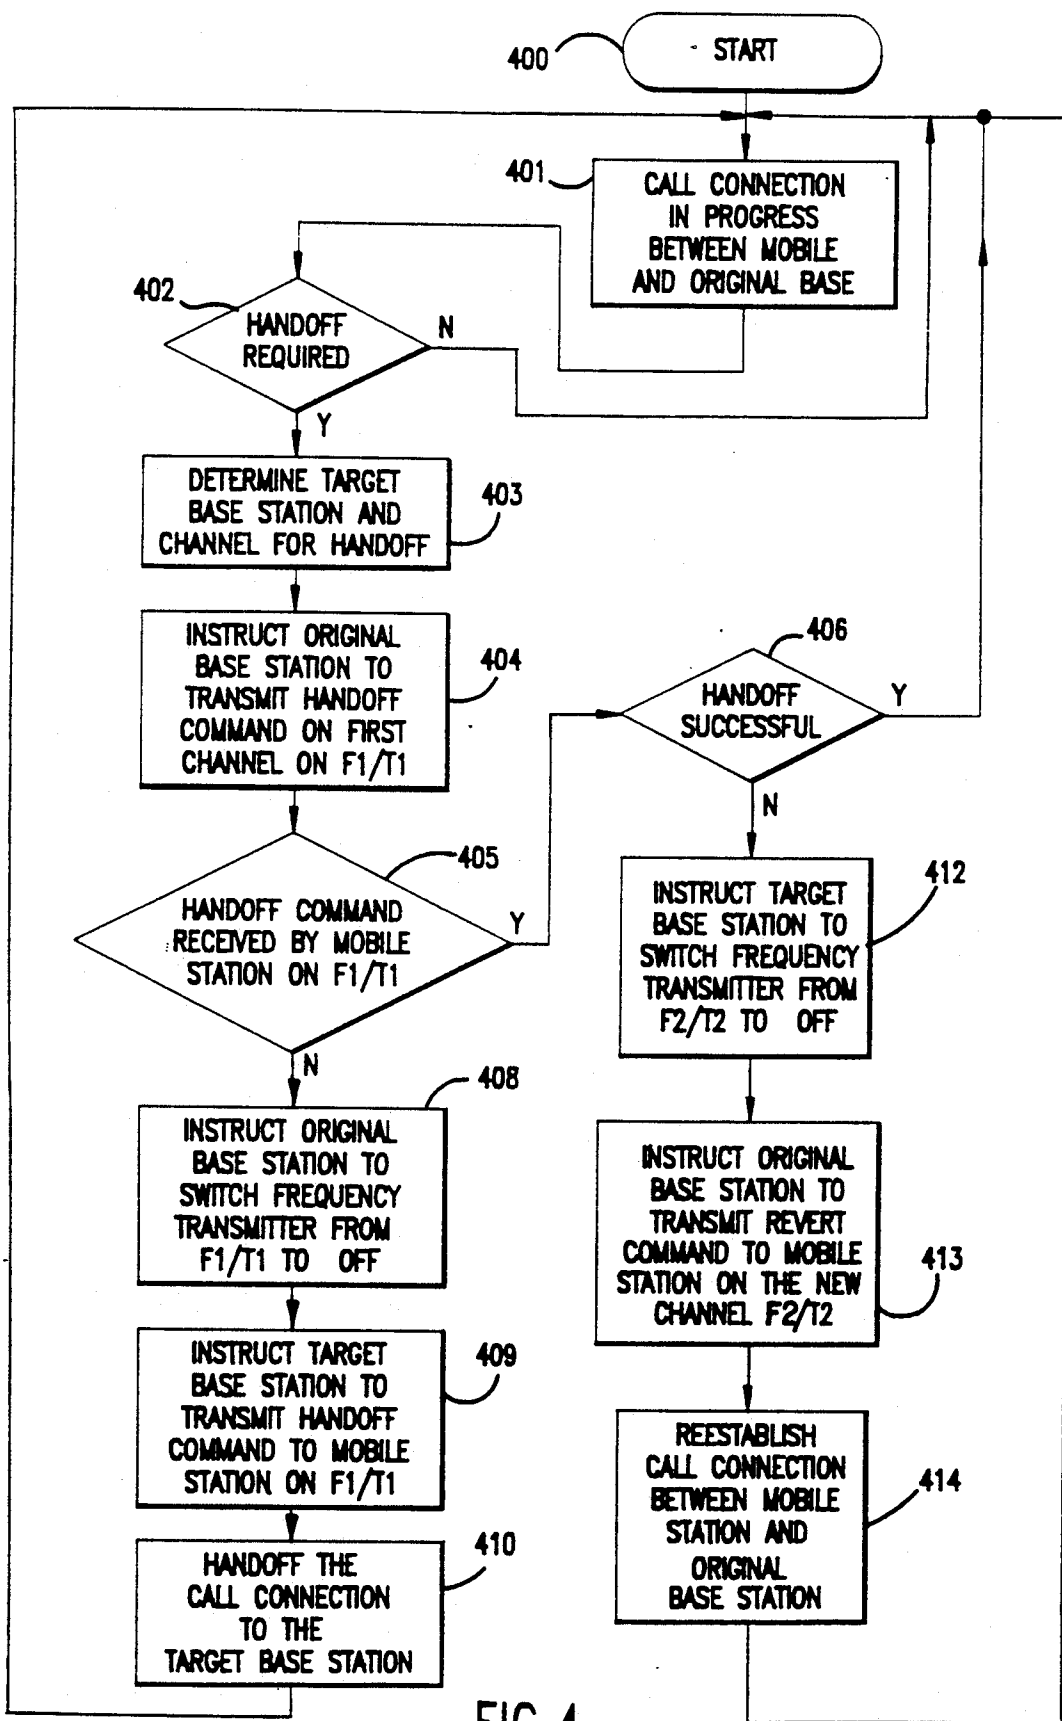 400
START
401
CALL CONNECTION
IN PROGRESS
BETWEEN MOBILE
AND ORIGINAL BASE
402
HANDOFF
REQUIRED
N
Y
DETERMINE TARGET
BASE STATION AND
CHANNEL FOR HANDOFF
403
INSTRUCT ORIGINAL
BASE STATION TO
TRANSMIT HANDOFF
COMMAND ON FIRST
CHANNEL ON F1/T1
404
405
HANDOFF COMMAND
RECEIVED BY MOBILE
STATION ON F1/T1
Y
N
406
HANDOFF
SUCCESSFUL
Y
N
408
INSTRUCT ORIGINAL
BASE STATION TO
SWITCH FREQUENCY
TRANSMITTER FROM
F1/T1 TO OFF
INSTRUCT TARGET
BASE STATION TO
TRANSMIT HANDOFF
COMMAND TO MOBILE
STATION ON F1/T1
409
HANDOFF THE
CALL CONNECTION
TO THE
TARGET BASE STATION
410
412
INSTRUCT TARGET
BASE STATION TO
SWITCH FREQUENCY
TRANSMITTER FROM
F2/T2 TO OFF
INSTRUCT ORIGINAL
BASE STATION TO
TRANSMIT REVERT
COMMAND TO MOBILE
STATION ON THE NEW
CHANNEL F2/T2
413
REESTABLISH
CALL CONNECTION
BETWEEN MOBILE
STATION AND
ORIGINAL
BASE STATION
414
FIG. 4